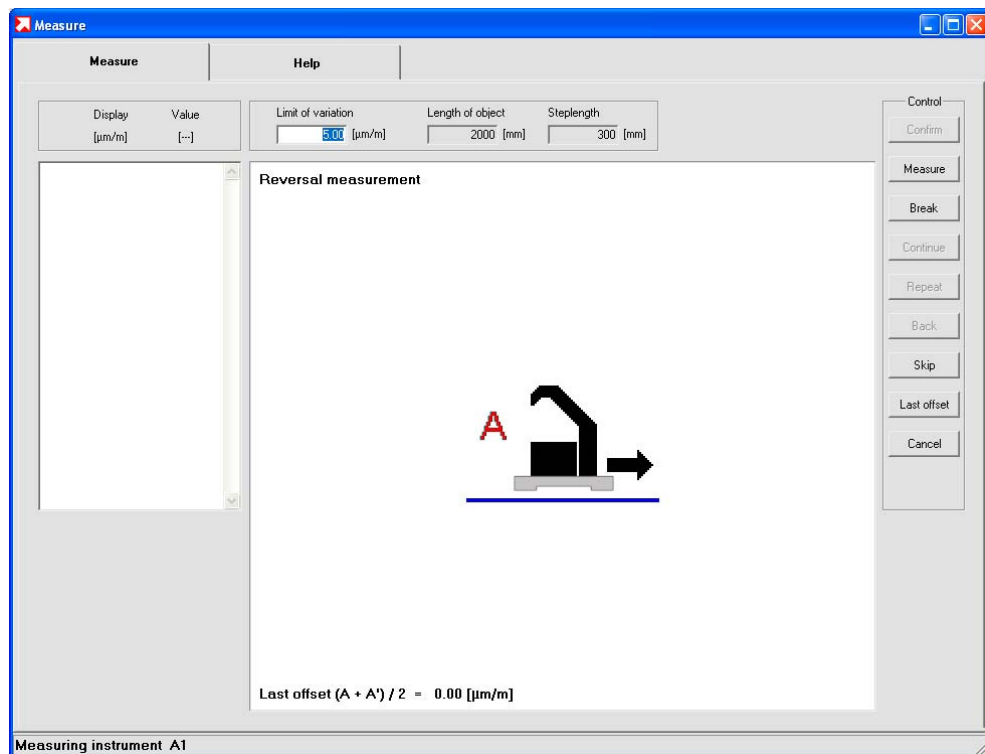 Measure
Measure Help
Display Value
[µm/m] [---]
Limit of variation Length of object Steplength
5.00 [µm/m] 2000 [mm] 300 [mm]
Control
Confirm
Measure
Break
Continue
Repeat
Back
Skip
Last offset
Cancel
Reversal measurement
A
Last offset (A + A') / 2 = 0.00 [µm/m]
Measuring instrument A1